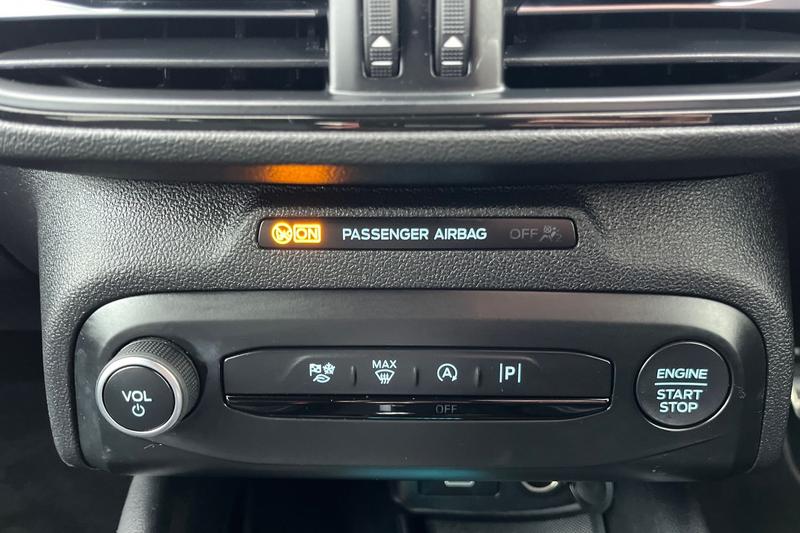 ON PASSENGER AIRBAG OFF
VOL
MAX
A
P
OFF
ENGINE
START
STOP